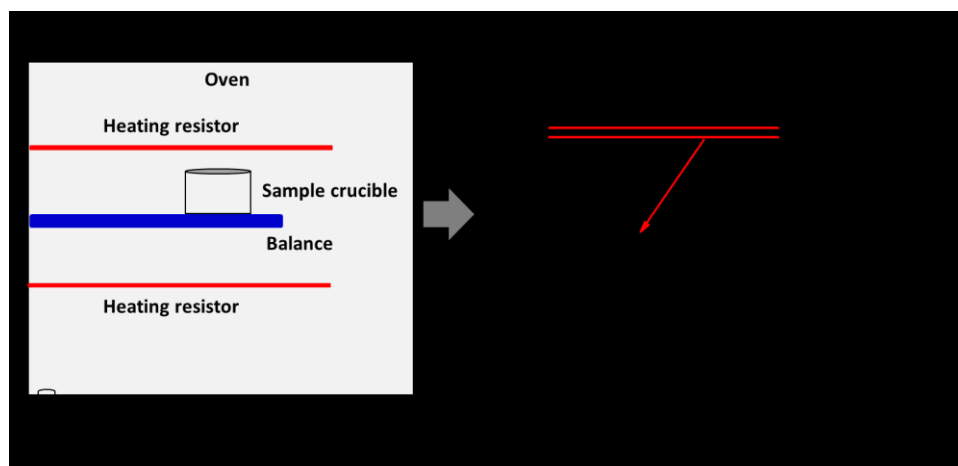 Oven
Heating resistor
Sample crucible
Balance
Heating resistor